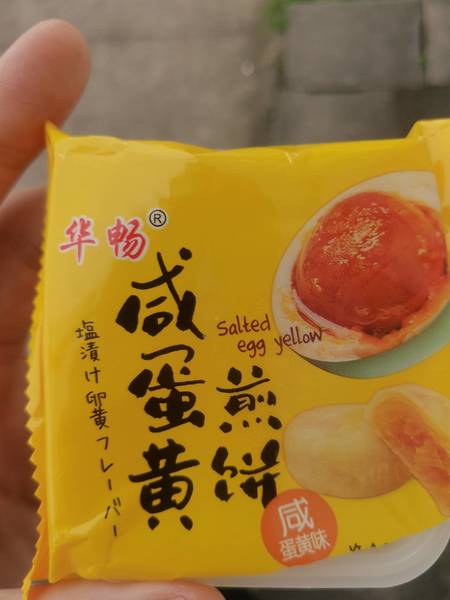 华畅®
咸蛋黄
煎饼
Salted
egg yellow
塩漬け卵黄フレーバー
咸
蛋黄味